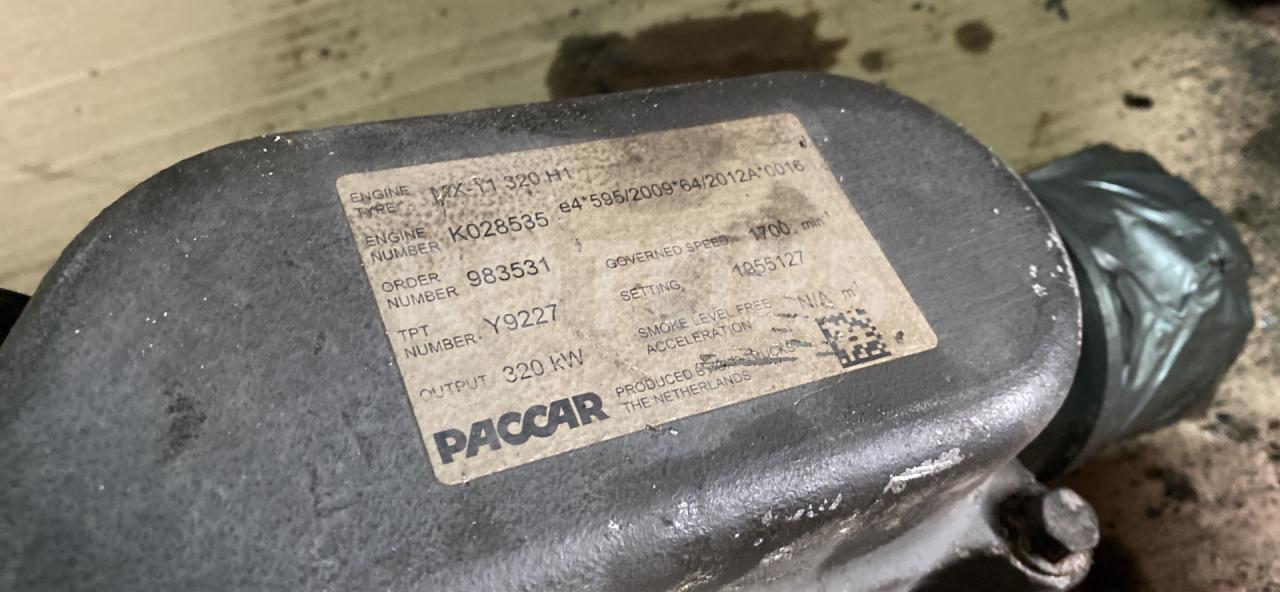 ENGINE TYPE MX-11 320 H1
e4*595/2009*64/2012A*0016
ENGINE NUMBER K028535
ORDER NUMBER 983531
GOVERNED SPEED 1700 min-1
TPT NUMBER. Y9227
SETTING. 1855127
OUTPUT 320 kW
SMOKE LEVEL FREE ACCELERATION N/A m
PACCAR
PRODUCED TRUCKS
THE NETHERLANDS